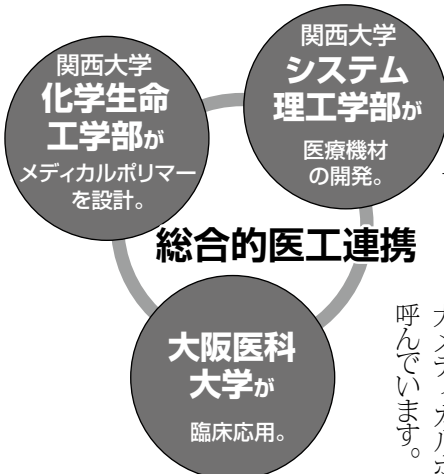 関西大学
化学生命
工学部が
メディカルポリマー
を設計。
関西大学
システム
理工学部が
医療機材
の開発。
総合的医工連携
大阪医科
大学が
臨床応用。
呼んでいます。